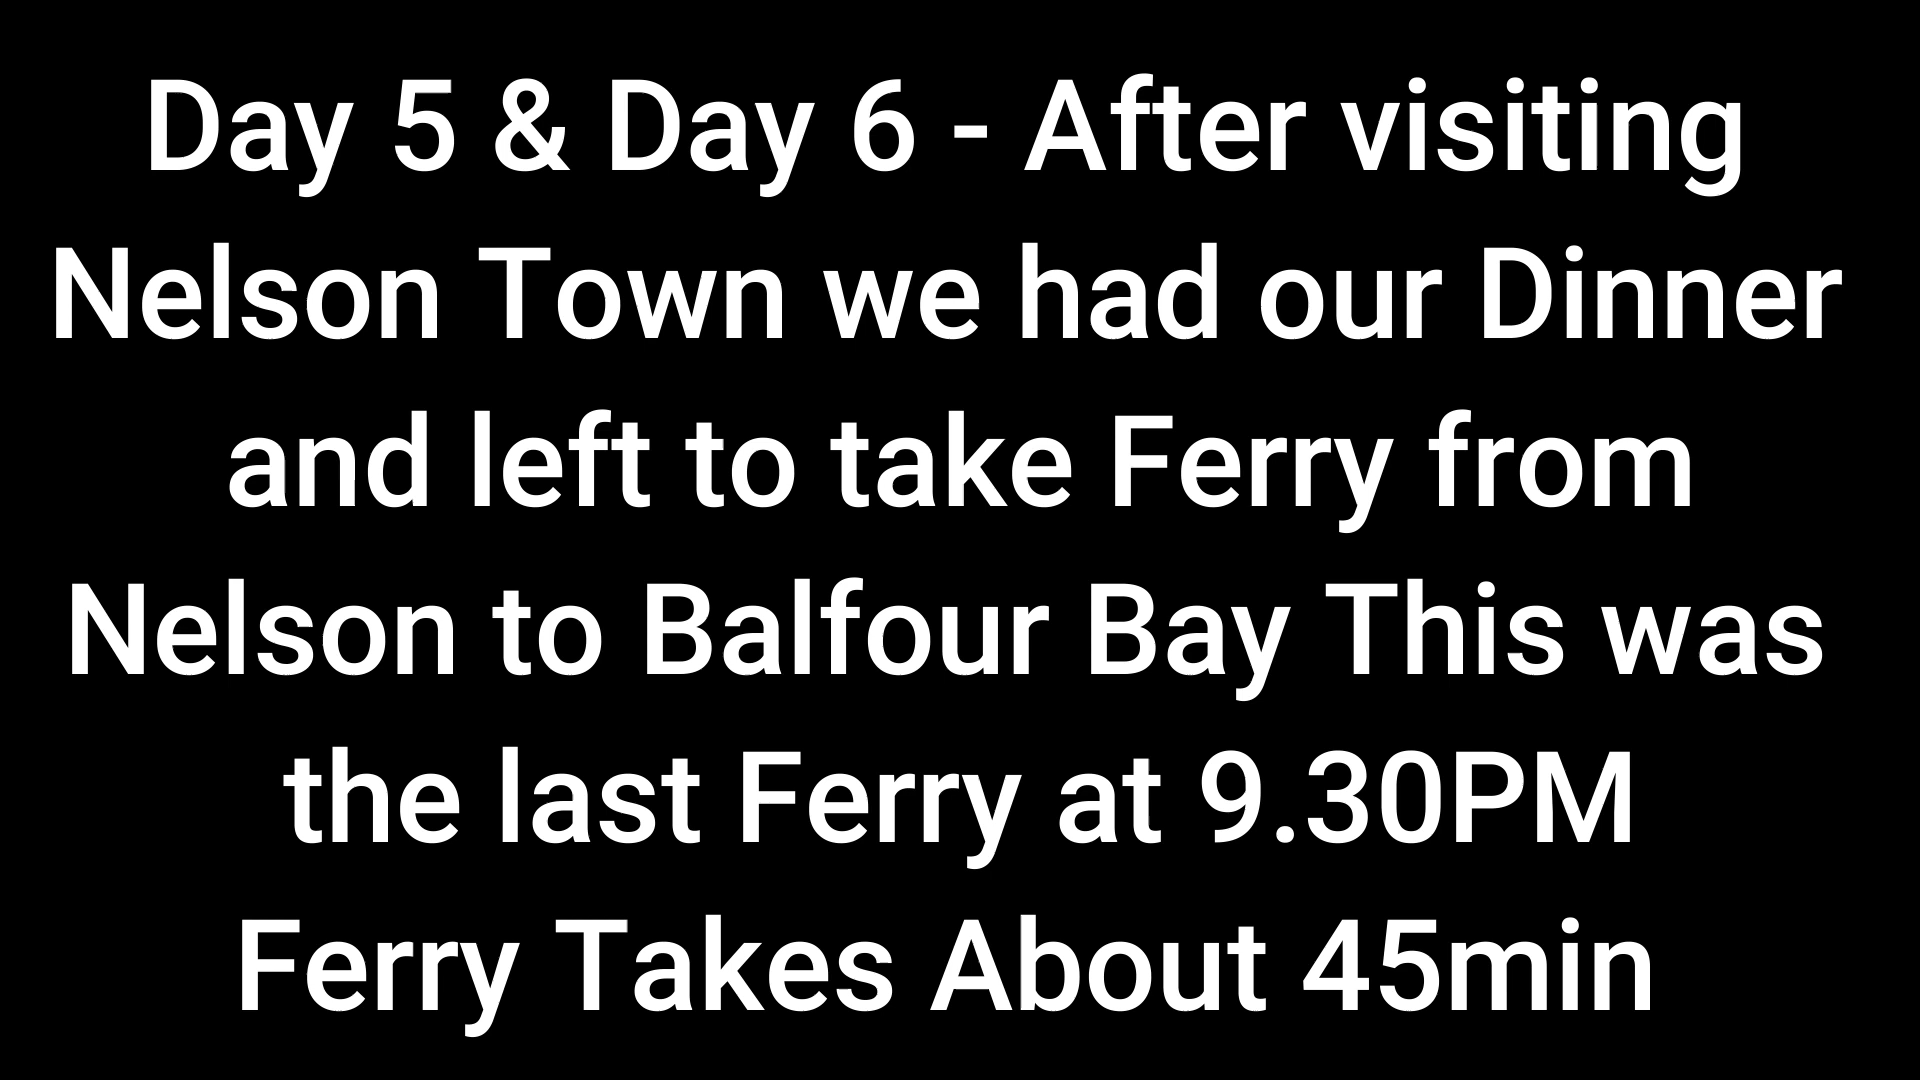 Day 5 & Day 6 - After visiting
Nelson Town we had our Dinner
and left to take Ferry from
Nelson to Balfour Bay This was
the last Ferry at 9.30PM
Ferry Takes About 45min